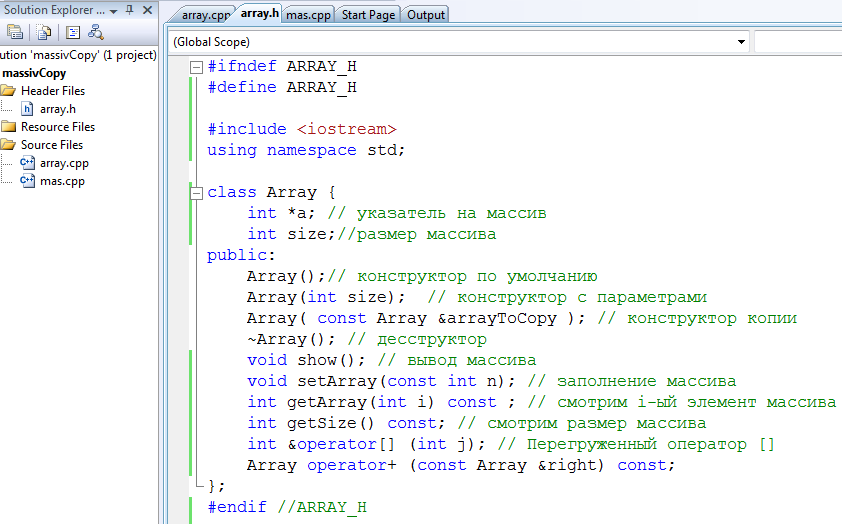 Solution Explorer ...
ution 'massivCopy' (1 project)
massivCopy
Header Files
array.h
Resource Files
Source Files
array.cpp
mas.cpp
array.cpp array.h mas.cpp Start Page Output
(Global Scope)
#ifndef ARRAY_H
#define ARRAY_H
#include <iostream>
using namespace std;
class Array {
int *a; // указатель на массив
int size;//размер массива
public:
Array();// конструктор по умолчанию
Array(int size);  // конструктор с параметрами
Array( const Array &arrayToCopy ); // конструктор копии
~Array(); // десструктор
void show(); // вывод массива
void setArray(const int n); // заполнение массива
int getArray(int i) const ; // смотрим i-ый элемент массива
int getSize() const; // смотрим размер массива
int &operator[] (int j); // Перегруженный оператор []
Array operator+ (const Array &right) const;
};
#endif //ARRAY_H